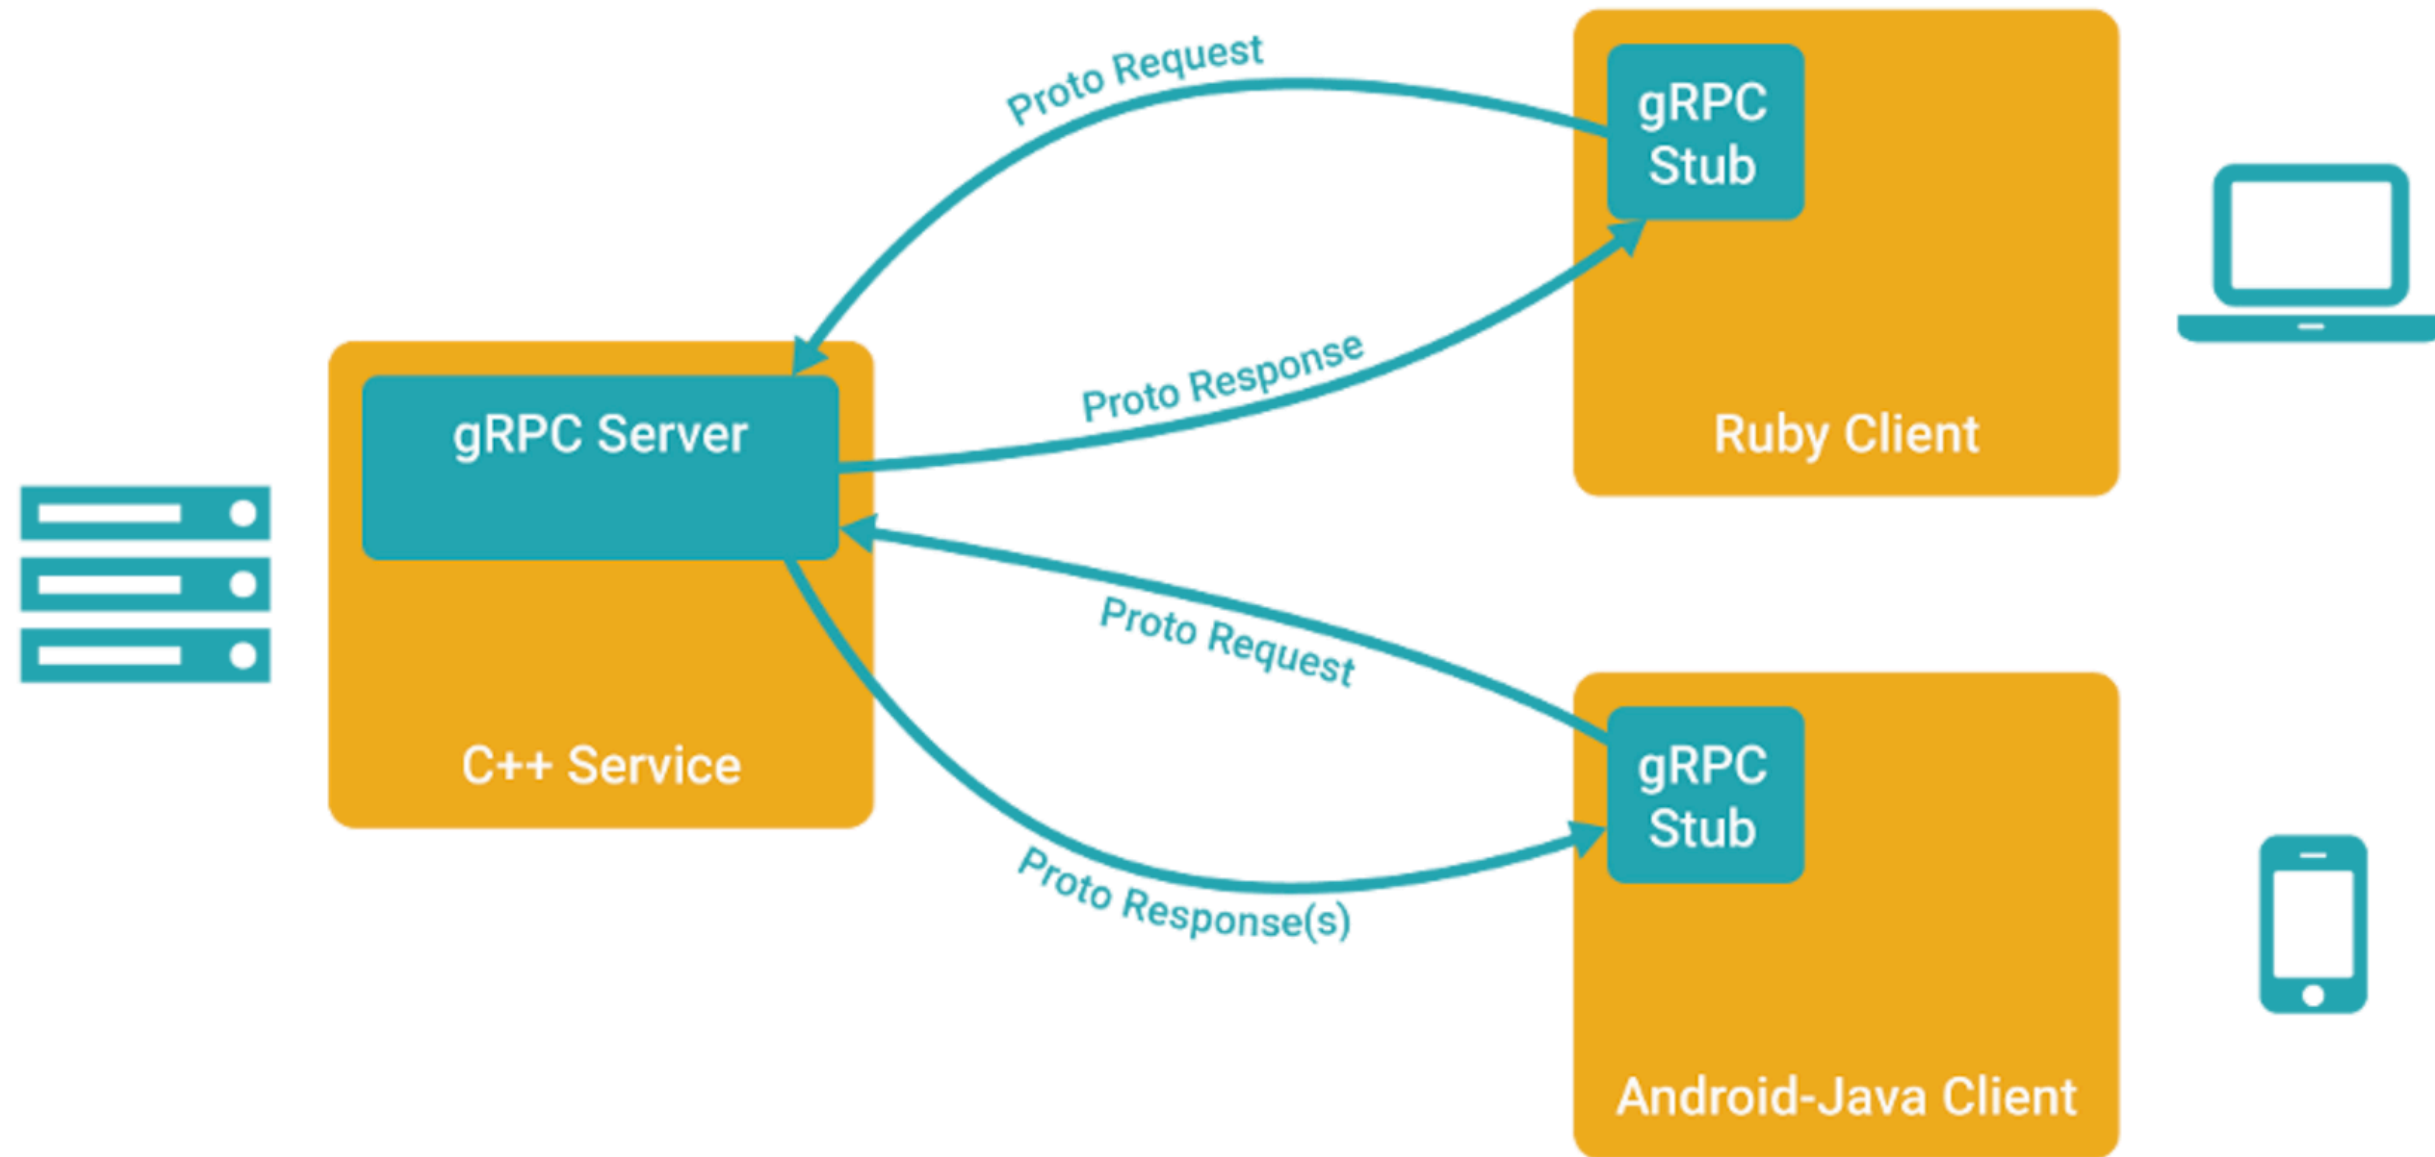 Proto Request
gRPC
Stub
Proto Response
Ruby Client
gRPC Server
C++ Service
Proto Request
gRPC
Stub
Proto Response(s)
Android-Java Client